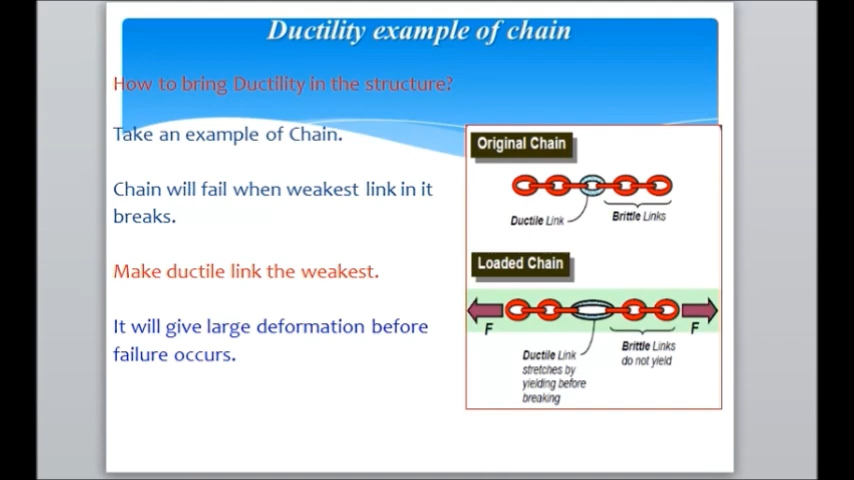 Ductility example of chain
How to bring Ductility in the structure?
Take an example of Chain.
Chain will fail when weakest link in it
breaks.
Make ductile link the weakest.
It will give large deformation before
failure occurs.
Original Chain
Ductile Link
Brittle Links
Loaded Chain
F
F
Ductile Link
stretches by
yielding before
breaking
Brittle Links
do not yield